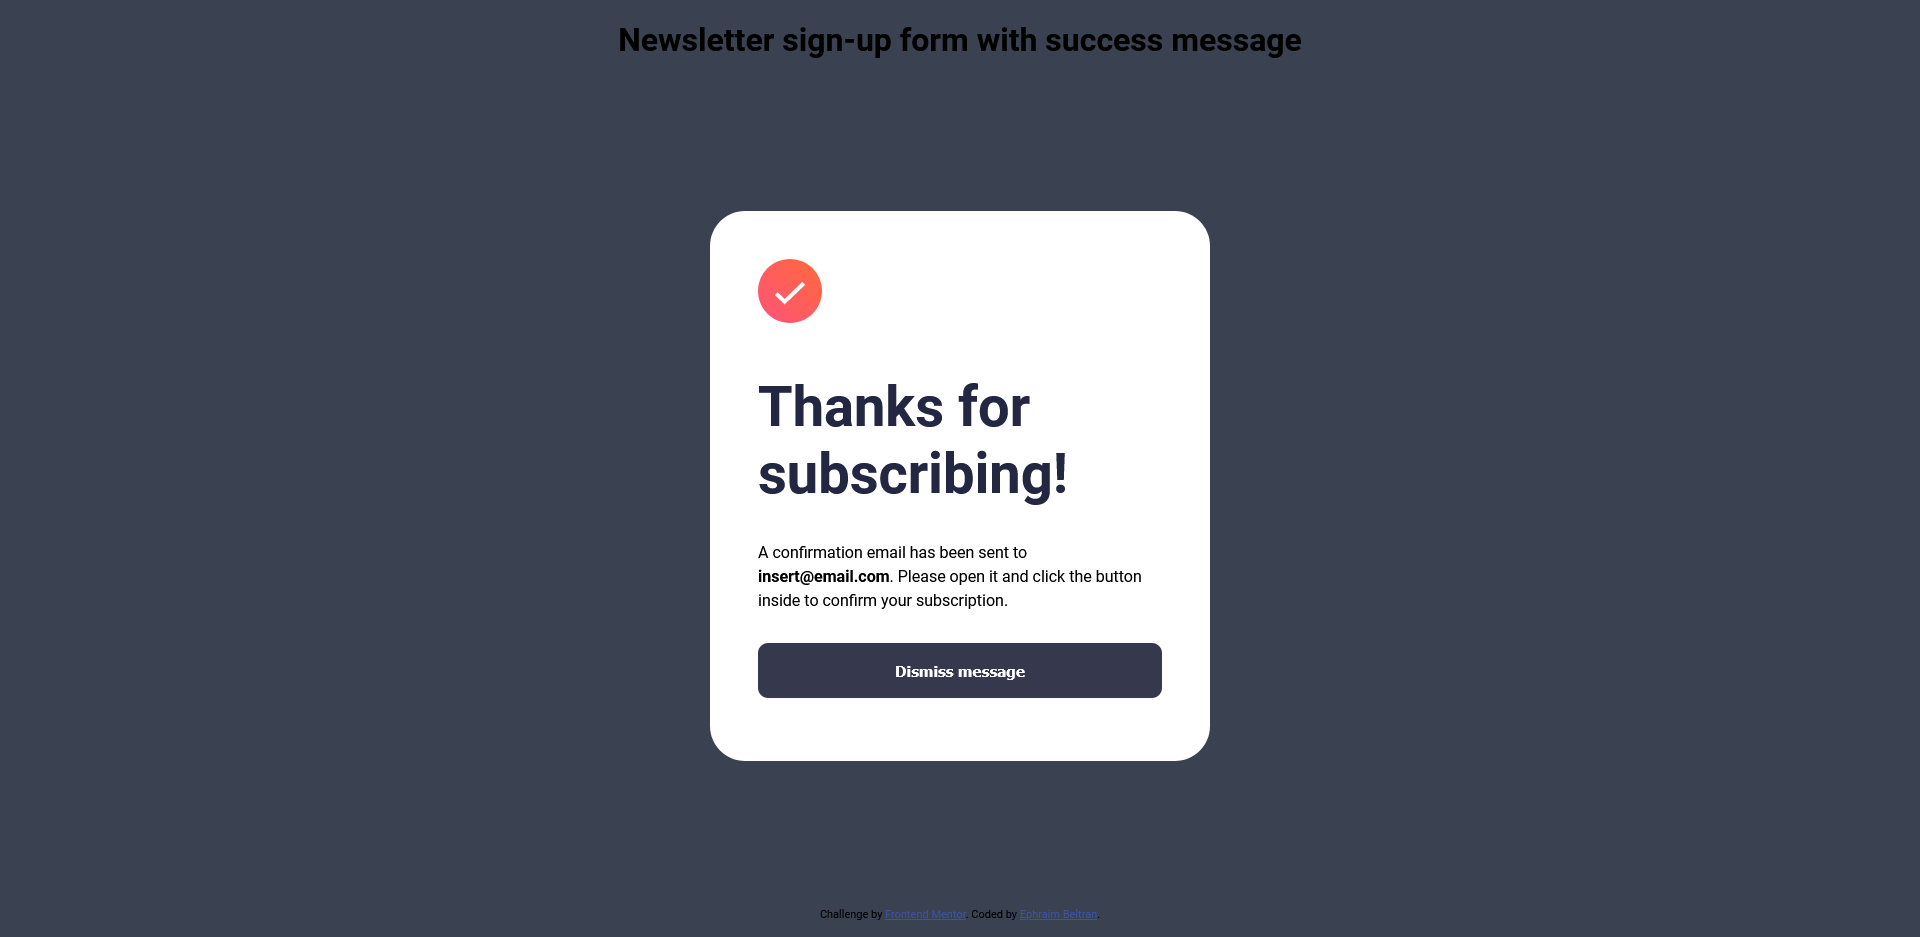 Newsletter sign-up form with success message
Thanks for
subscribing!
A confirmation email has been sent to
insert@email.com. Please open it and click the button
inside to confirm your subscription.
Dismiss message
Challenge by Frontend Mentor. Coded by Ephraim Beltran.